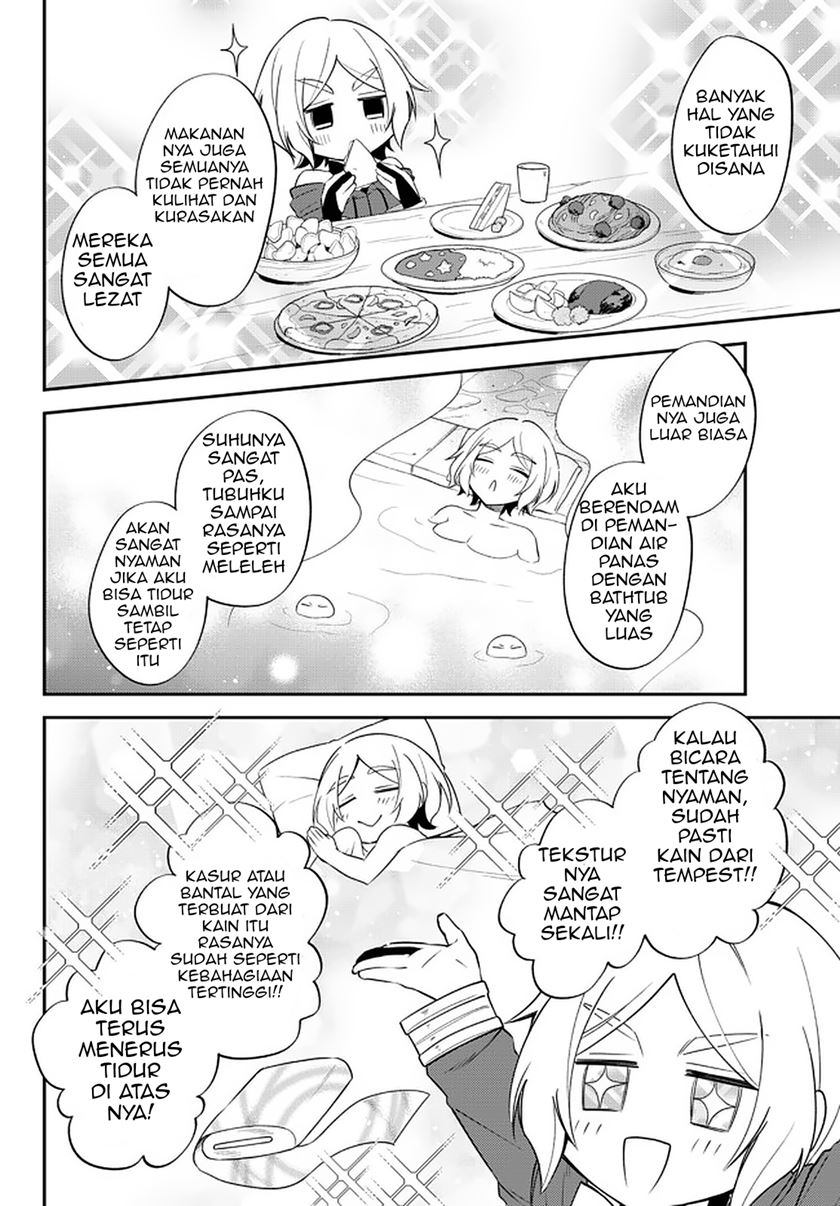 BANYAK
HAL YANG
TIDAK
KUKETAHUI
DISANA
MAKANAN
NYA JUGA
SEMUANYA
TIDAK PERNAH
KULIHAT DAN
KURASAKAN
MEREKA
SEMUA
SANGAT
LEZAT
PEMANDIAN
NYA JUGA
LUAR BIASA
AKU
BERENDAM
DI PEMAN-
DIAN AIR
PANAS
DENGAN
BATHTUB
YANG
LUAS
SUHUNYA
SANGAT
PAS,
TUBUHKU
SAMPAI
RASANYA
SEPERTI
MELELEH
AKAN
SANGAT
NYAMAN
JIKA AKU
BISA TIDUR
SAMBIL
TETAP
SEPERTI
ITU
KALAU
BICARA
TENTANG
NYAMAN,
SUDAH
PASTI
KAIN DARI
TEMPEST!!
TEKSTUR
NYA
SANGAT
MANTAP
SEKALI!!
KASUR ATAU
BANTAL YANG
TERBUAT DARI
KAIN ITU
RASANYA
SUDAH SEPERTI
KEBAHAGIAAN
TERTINGGI!!
AKU BISA
TERUS
MENERUS
TIDUR
DI ATAS
NYA!